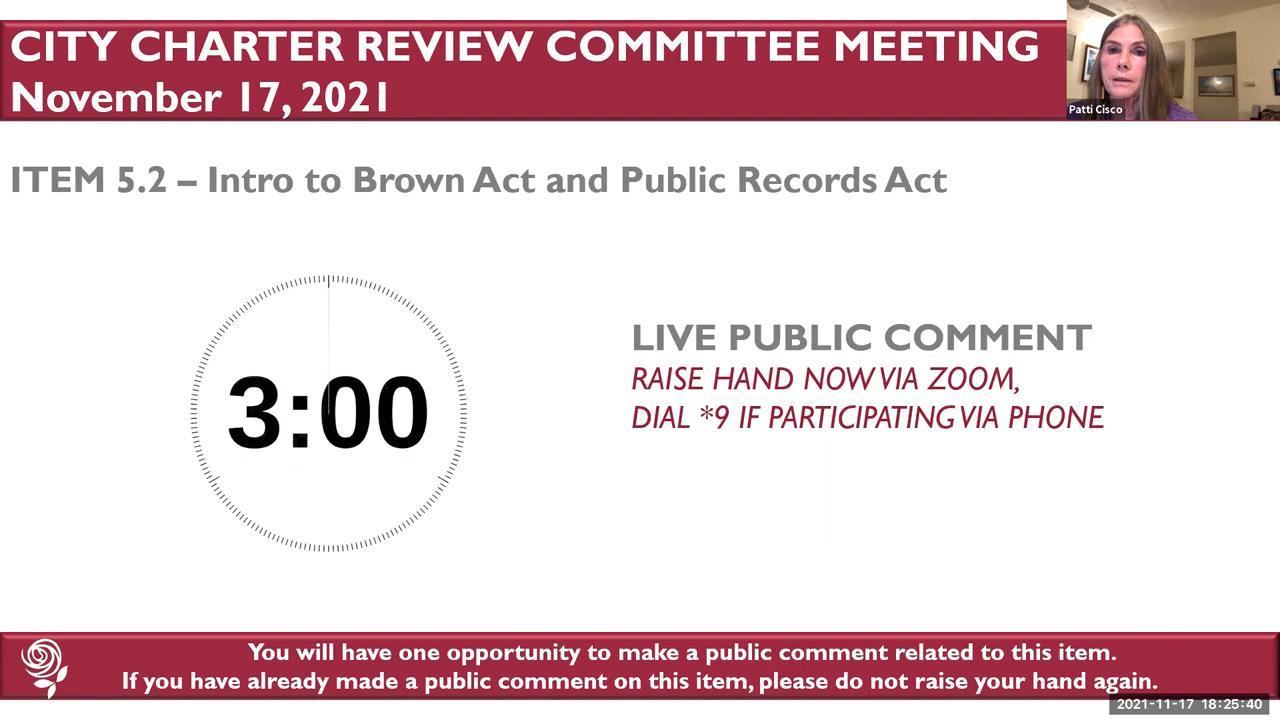 CITY CHARTER REVIEW COMMITTEE MEETING
November 17, 2021
Patti Cisco
ITEM 5.2 – Intro to Brown Act and Public Records Act
3:00
LIVE PUBLIC COMMENT
RAISE HAND NOW VIA ZOOM,
DIAL *9 IF PARTICIPATING VIA PHONE
You will have one opportunity to make a public comment related to this item.
If you have already made a public comment on this item, please do not raise your hand again.
2021-11-17 18:25:40